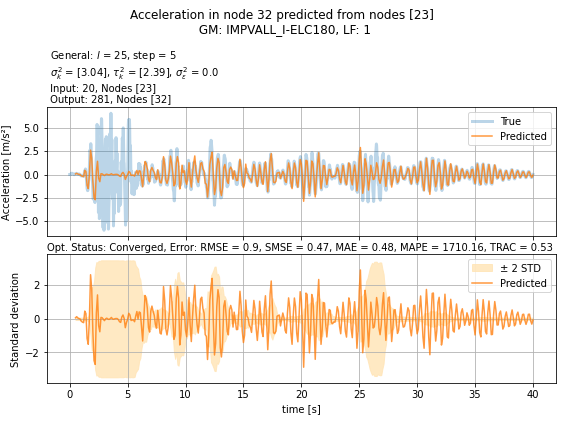 Acceleration in node 32 predicted from nodes [23]
GM: IMPVALL_I-ELC180, LF: 1
General: l = 25, step = 5
σ²ₖ = [3.04], τ²ₖ = [2.39], σ²ε = 0.0
Input: 20, Nodes [23]
Output: 281, Nodes [32]
Acceleration [m/s²]
5.0
2.5
0.0
−2.5
−5.0
True
Predicted
Opt. Status: Converged, Error: RMSE = 0.9, SMSE = 0.47, MAE = 0.48, MAPE = 1710.16, TRAC = 0.53
Standard deviation
2
0
−2
± 2 STD
Predicted
0 5 10 15 20 25 30 35 40
time [s]